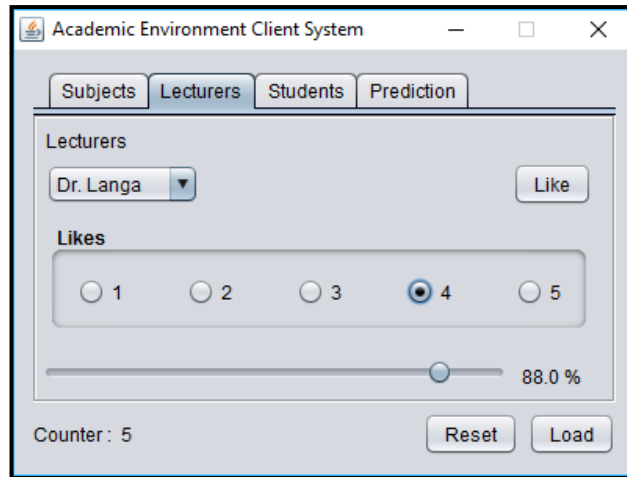 Academic Environment Client System
Subjects Lecturers Students Prediction
Lecturers
Dr. Langa Like
Likes
1 2 3 4 5
88.0 %
Counter : 5 Reset Load